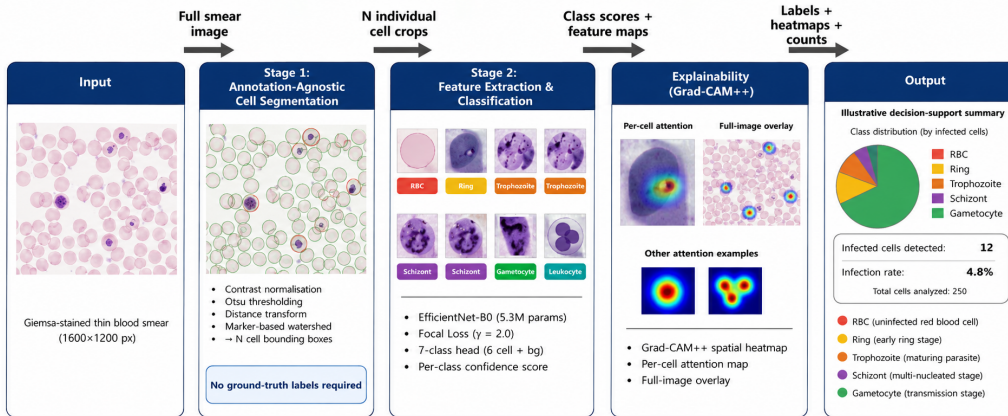 Full smear
image
N individual
cell crops
Class scores +
feature maps
Labels +
heatmaps +
counts
Input
Giemsa-stained thin blood smear
(1600×1200 px)
Stage 1:
Annotation-Agnostic
Cell Segmentation
• Contrast normalisation
• Otsu thresholding
• Distance transform
• Marker-based watershed
• → N cell bounding boxes
No ground-truth labels required
Stage 2:
Feature Extraction &
Classification
RBC
Ring
Trophozoite
Trophozoite
Schizont
Schizont
Gametocyte
Leukocyte
• EfficientNet-B0 (5.3M params)
• Focal Loss (γ = 2.0)
• 7-class head (6 cell + bg)
• Per-class confidence score
Explainability
(Grad-CAM++)
Per-cell attention
Full-image overlay
Other attention examples
• Grad-CAM++ spatial heatmap
• Per-cell attention map
• Full-image overlay
Output
Illustrative decision-support summary
Class distribution (by infected cells)
RBC
Ring
Trophozoite
Schizont
Gametocyte
Infected cells detected: 12
Infection rate: 4.8%
Total cells analyzed: 250
RBC (uninfected red blood cell)
Ring (early ring stage)
Trophozoite (maturing parasite)
Schizont (multi-nucleated stage)
Gametocyte (transmission stage)